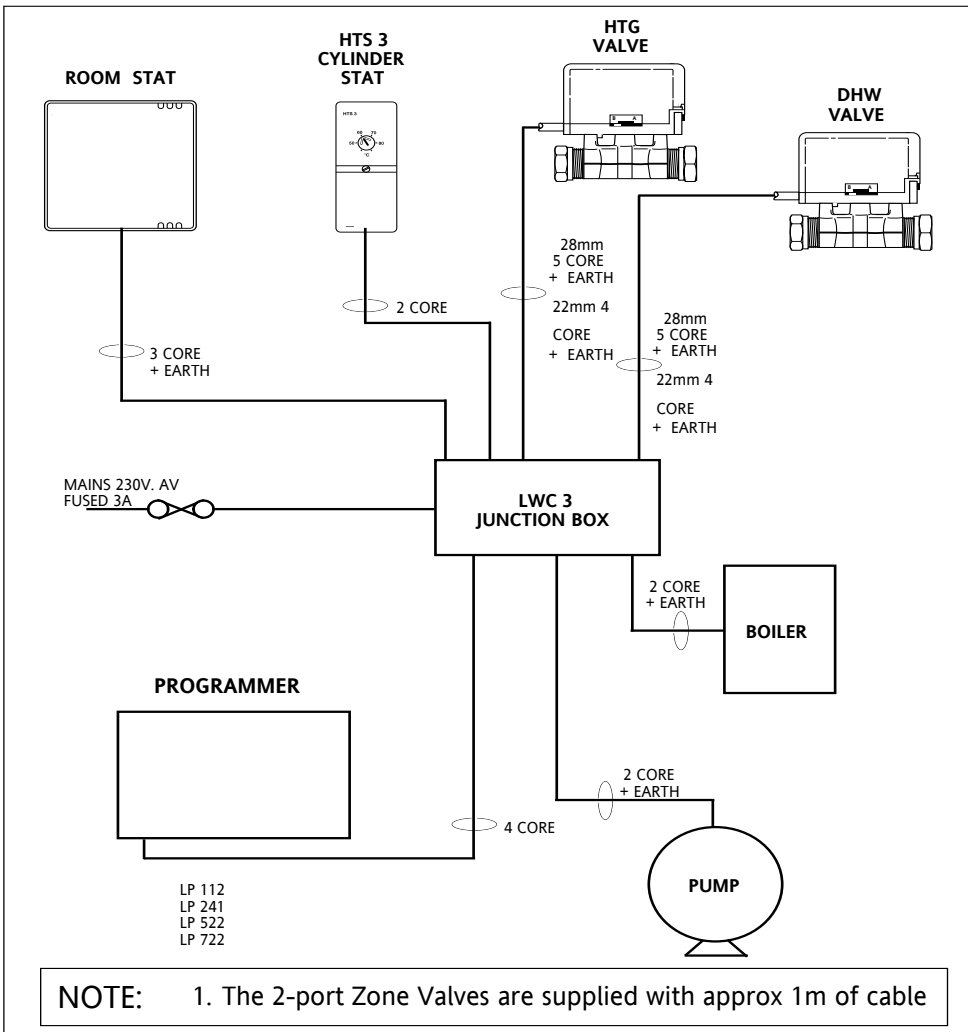 HTG
VALVE
HTS 3
CYLINDER
STAT
ROOM STAT
DHW
VALVE
HTS 3
60 70
50 80
°C
B A
B A
28mm
5 CORE
+ EARTH
22mm 4
CORE
+ EARTH
2 CORE
28mm
5 CORE
+ EARTH
22mm 4
CORE
+ EARTH
3 CORE
+ EARTH
MAINS 230V. AV
FUSED 3A
LWC 3
JUNCTION BOX
2 CORE
+ EARTH
BOILER
PROGRAMMER
2 CORE
+ EARTH
4 CORE
PUMP
LP 112
LP 241
LP 522
LP 722
NOTE: 1. The 2-port Zone Valves are supplied with approx 1m of cable